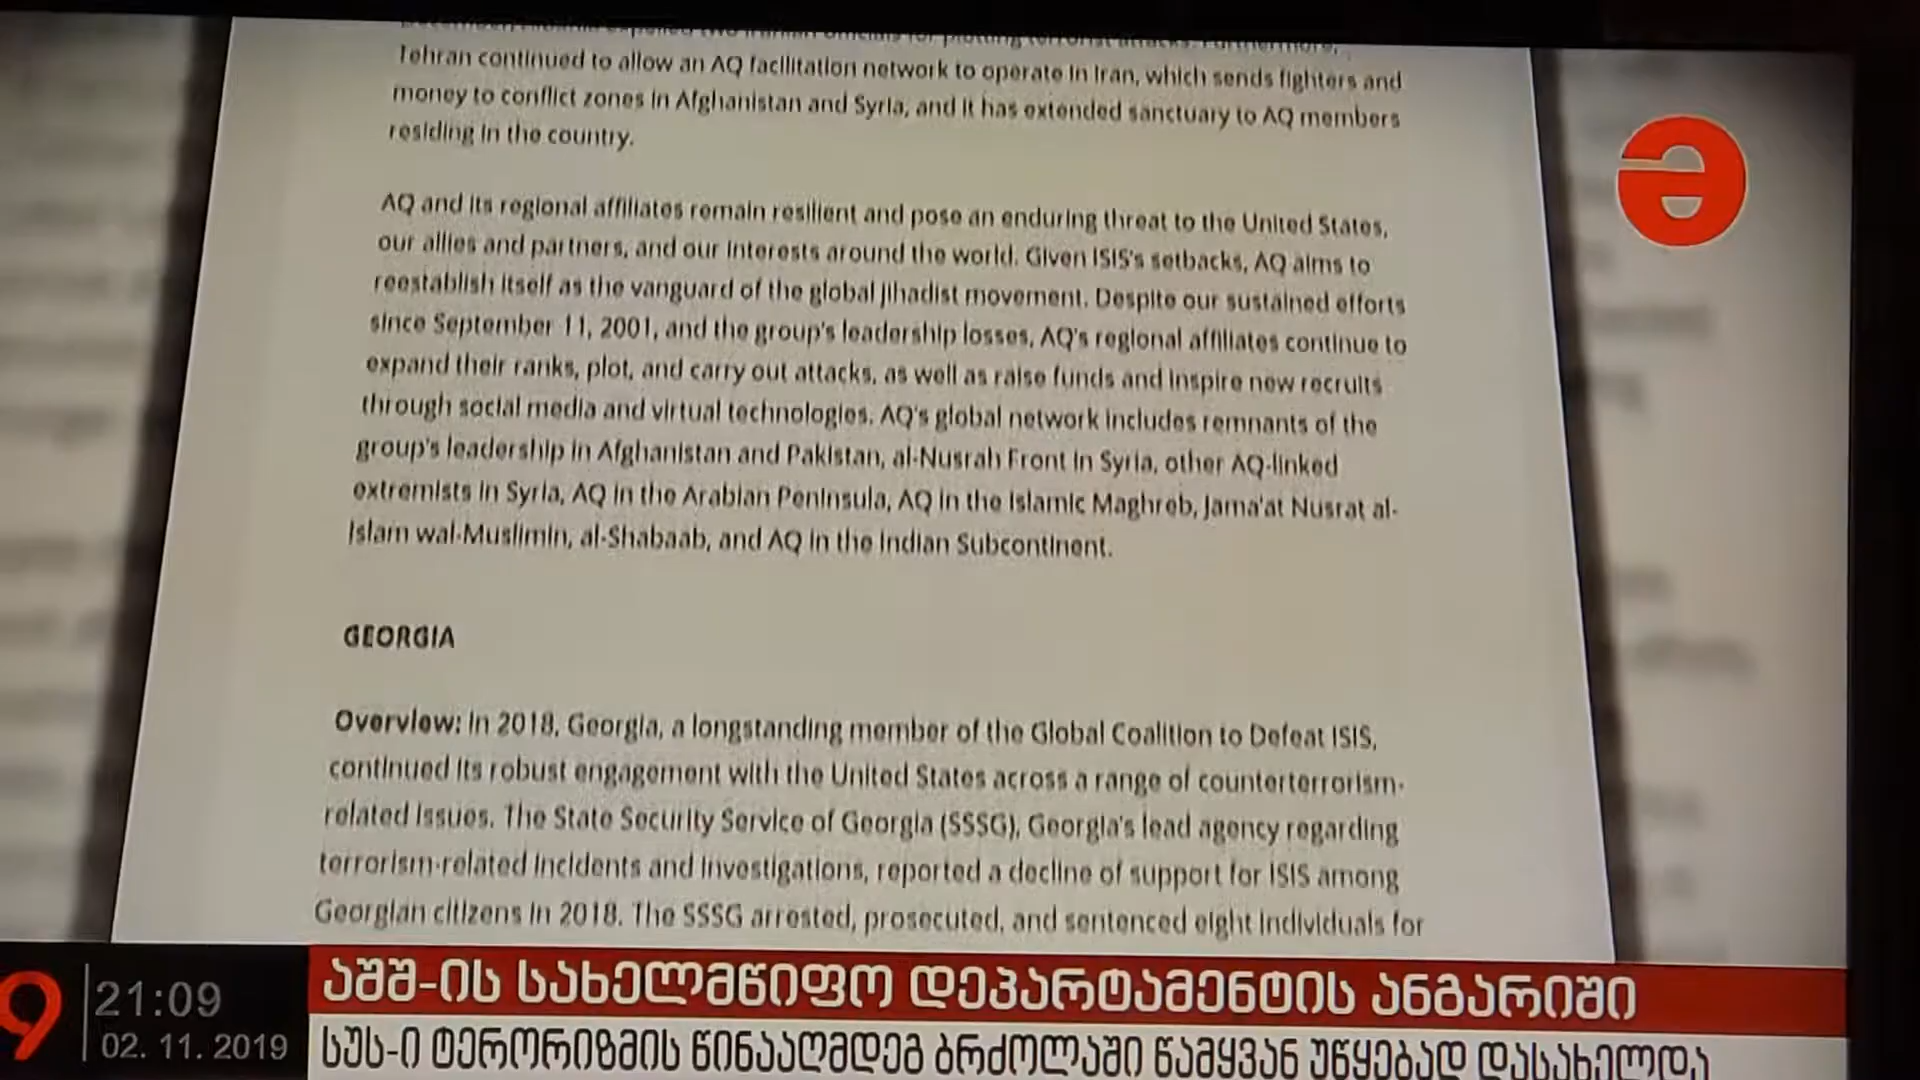 Tehran continued to allow an AQ facilitation network to operate in Iran, which sends fighters and
money to conflict zones in Afghanistan and Syria, and it has extended sanctuary to AQ members
residing in the country.
AQ and its regional affiliates remain resilient and pose an enduring threat to the United States,
our allies and partners, and our interests around the world. Given ISIS's setbacks, AQ aims to
reestablish itself as the vanguard of the global jihadist movement. Despite our sustained efforts
since September 11, 2001, and the group's leadership losses, AQ's regional affiliates continue to
expand their ranks, plot, and carry out attacks, as well as raise funds and inspire new recruits
through social media and virtual technologies. AQ's global network includes remnants of the
group's leadership in Afghanistan and Pakistan, al-Nusrah Front in Syria, other AQ-linked
extremists in Syria, AQ in the Arabian Peninsula, AQ in the Islamic Maghreb, Jama'at Nusrat al-
Islam wal-Muslimin, al-Shabaab, and AQ in the Indian Subcontinent.
GEORGIA
Overview: In 2018, Georgia, a longstanding member of the Global Coalition to Defeat ISIS,
continued its robust engagement with the United States across a range of counterterrorism-
related issues. The State Security Service of Georgia (SSSG), Georgia's lead agency regarding
terrorism-related incidents and investigations, reported a decline of support for ISIS among
Georgian citizens in 2018. The SSSG arrested, prosecuted, and sentenced eight individuals for
9
21:09
02. 11. 2019
აშშ-ის სახელმწიფო დეპარტამენტის ანგარიში
სუს-ი ტერორიზმის წინააღმდეგ ბრძოლაში წამყვან უწყებად დასახელდა